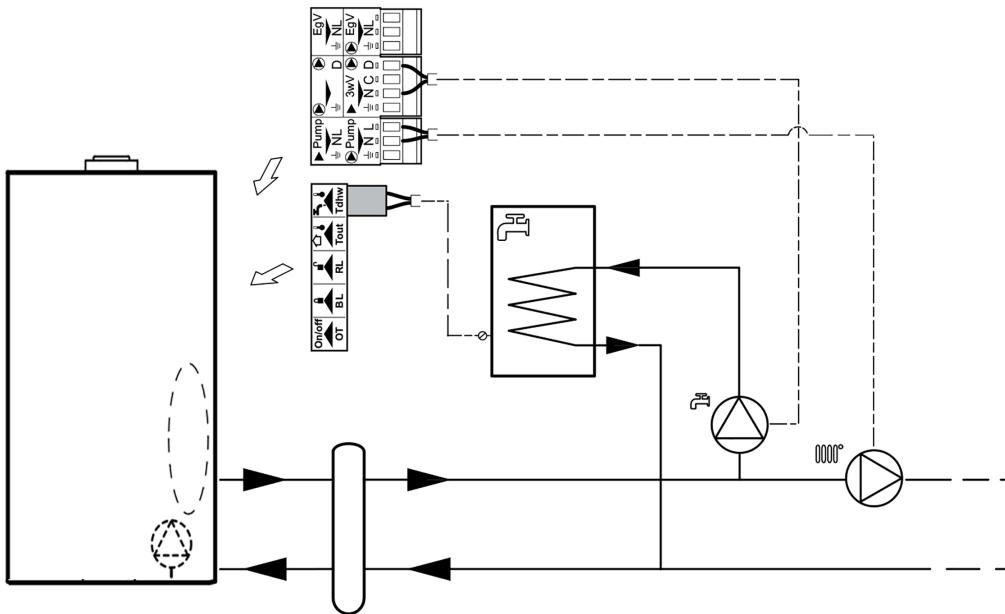 EgV
NL
EgV
NL
D
3wV
N C D
Pump
NL
Pump
N L
Tdhw
Tout
RL
BL
On/off
OT